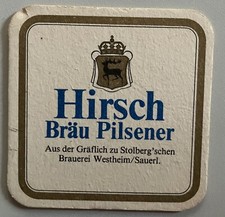 Hirsch
Bräu Pilsener
Aus der Gräflich zu Stolberg'schen
Brauerei Westheim/Sauerl.